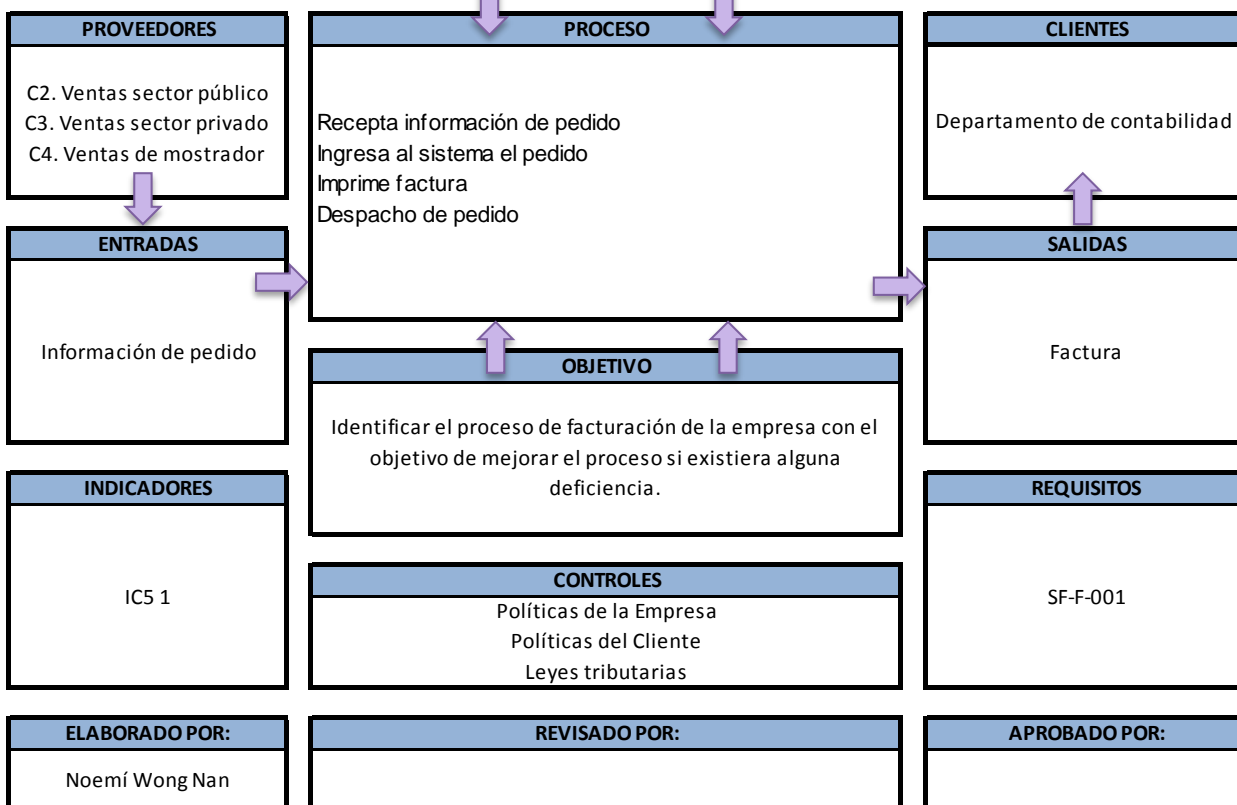 PROVEEDORES
C2. Ventas sector público
C3. Ventas sector privado
C4. Ventas de mostrador
PROCESO
Recepta información de pedido
Ingresa al sistema el pedido
Imprime factura
Despacho de pedido
CLIENTES
Departamento de contabilidad
ENTRADAS
Información de pedido
OBJETIVO
Identificar el proceso de facturación de la empresa con el
objetivo de mejorar el proceso si existiera alguna
deficiencia.
SALIDAS
Factura
INDICADORES
IC5 1
CONTROLES
Políticas de la Empresa
Políticas del Cliente
Leyes tributarias
REQUISITOS
SF-F-001
ELABORADO POR:
Noemí Wong Nan
REVISADO POR:
APROBADO POR: